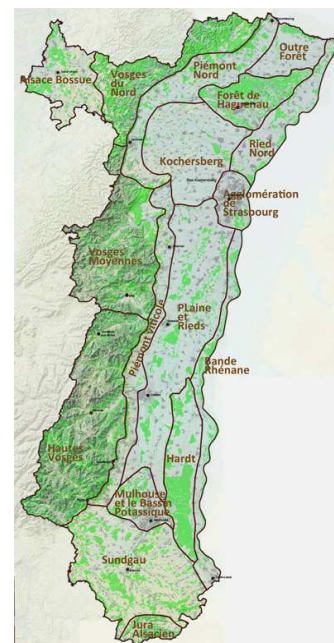 Alsace Bossue
Vosges
du
Nord
Piémont
Nord
Outre
Forêt
Forêt de
Haguenau
Ried
Nord
Kochersberg
Agglomération
de
Strasbourg
Vosges
Moyennes
Piémont viticole
PLaine
et
Rieds
Bande
Rhénane
Hautes
Vosges
Hardt
Mulhouse
et le Bassin
Potassique
Sundgau
Jura
Alsacien